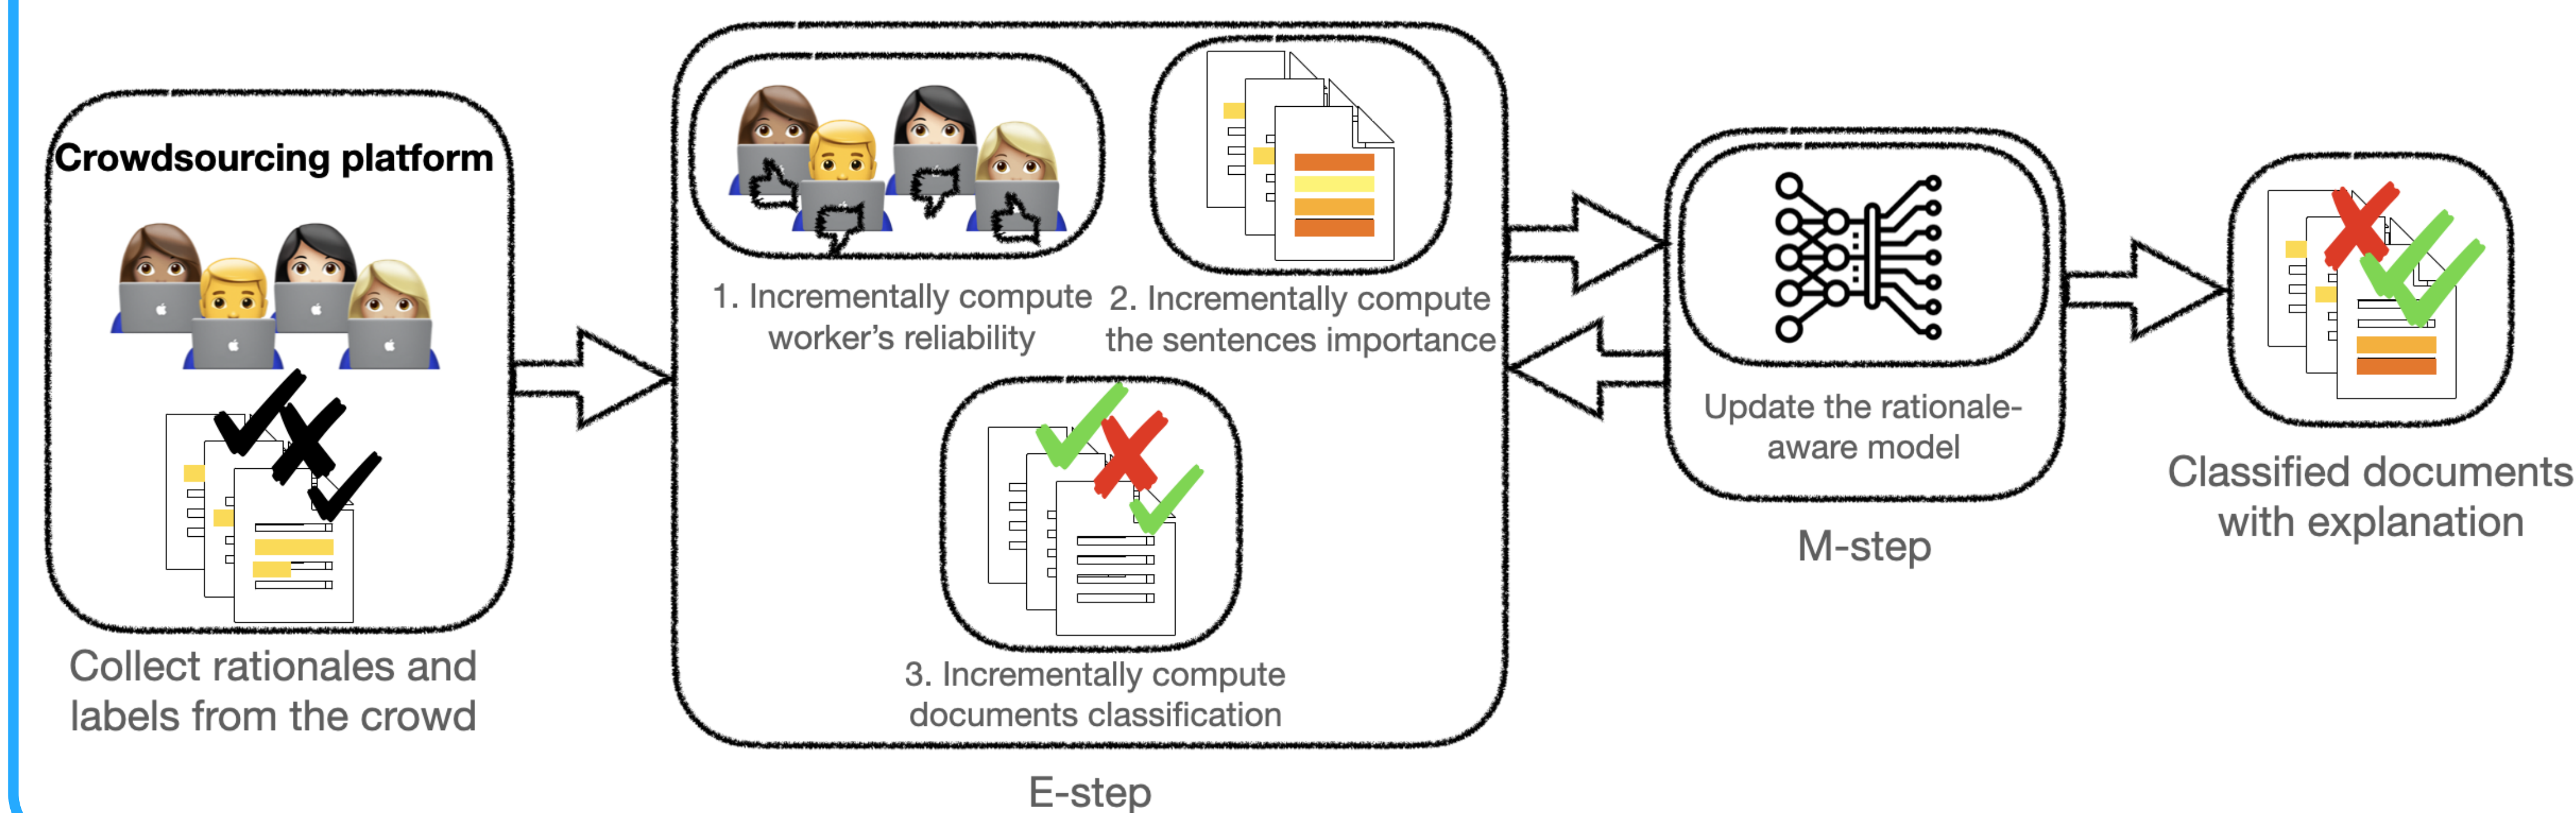 Crowdsourcing platform
Collect rationales and
labels from the crowd
1. Incrementally compute
worker's reliability
2. Incrementally compute
the sentences importance
3. Incrementally compute
documents classification
E-step
Update the rationale-
aware model
M-step
Classified documents
with explanation